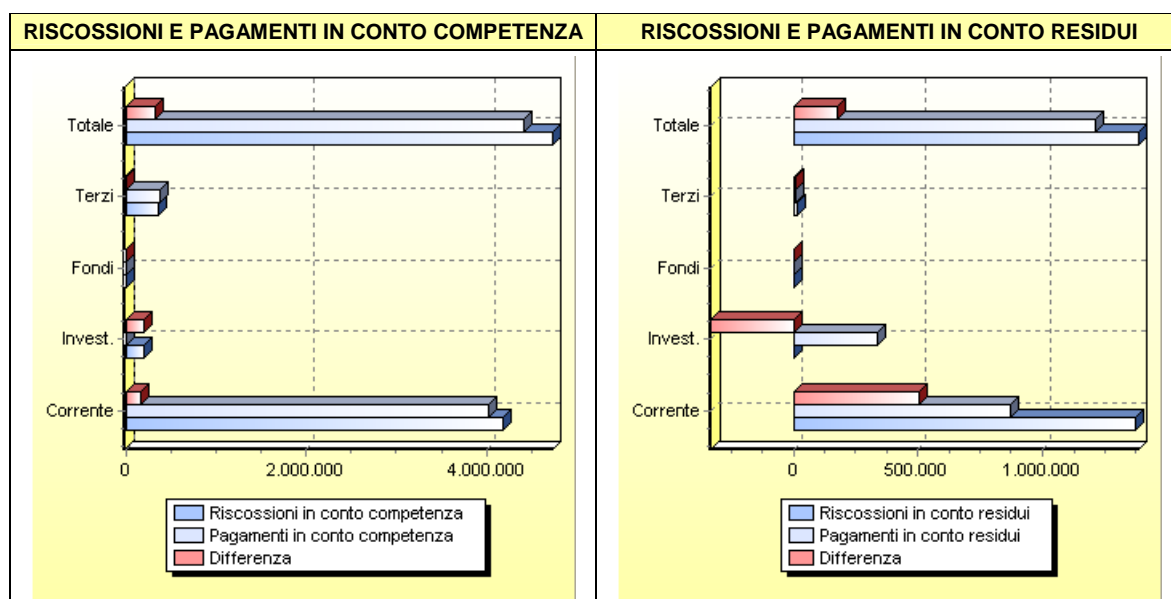 RISCOSSIONI E PAGAMENTI IN CONTO COMPETENZA
Totale
Terzi
Fondi
Invest.
Corrente
0 2.000.000 4.000.000
Riscossioni in conto competenza
Pagamenti in conto competenza
Differenza
RISCOSSIONI E PAGAMENTI IN CONTO RESIDUI
Totale
Terzi
Fondi
Invest.
Corrente
0 500.000 1.000.000
Riscossioni in conto residui
Pagamenti in conto residui
Differenza